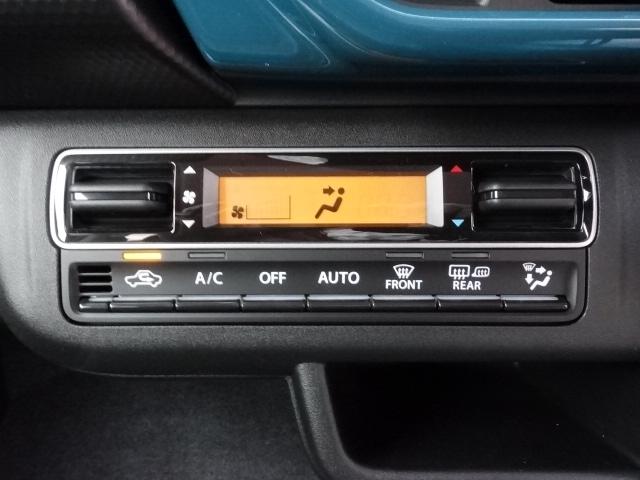 A/C OFF AUTO FRONT REAR